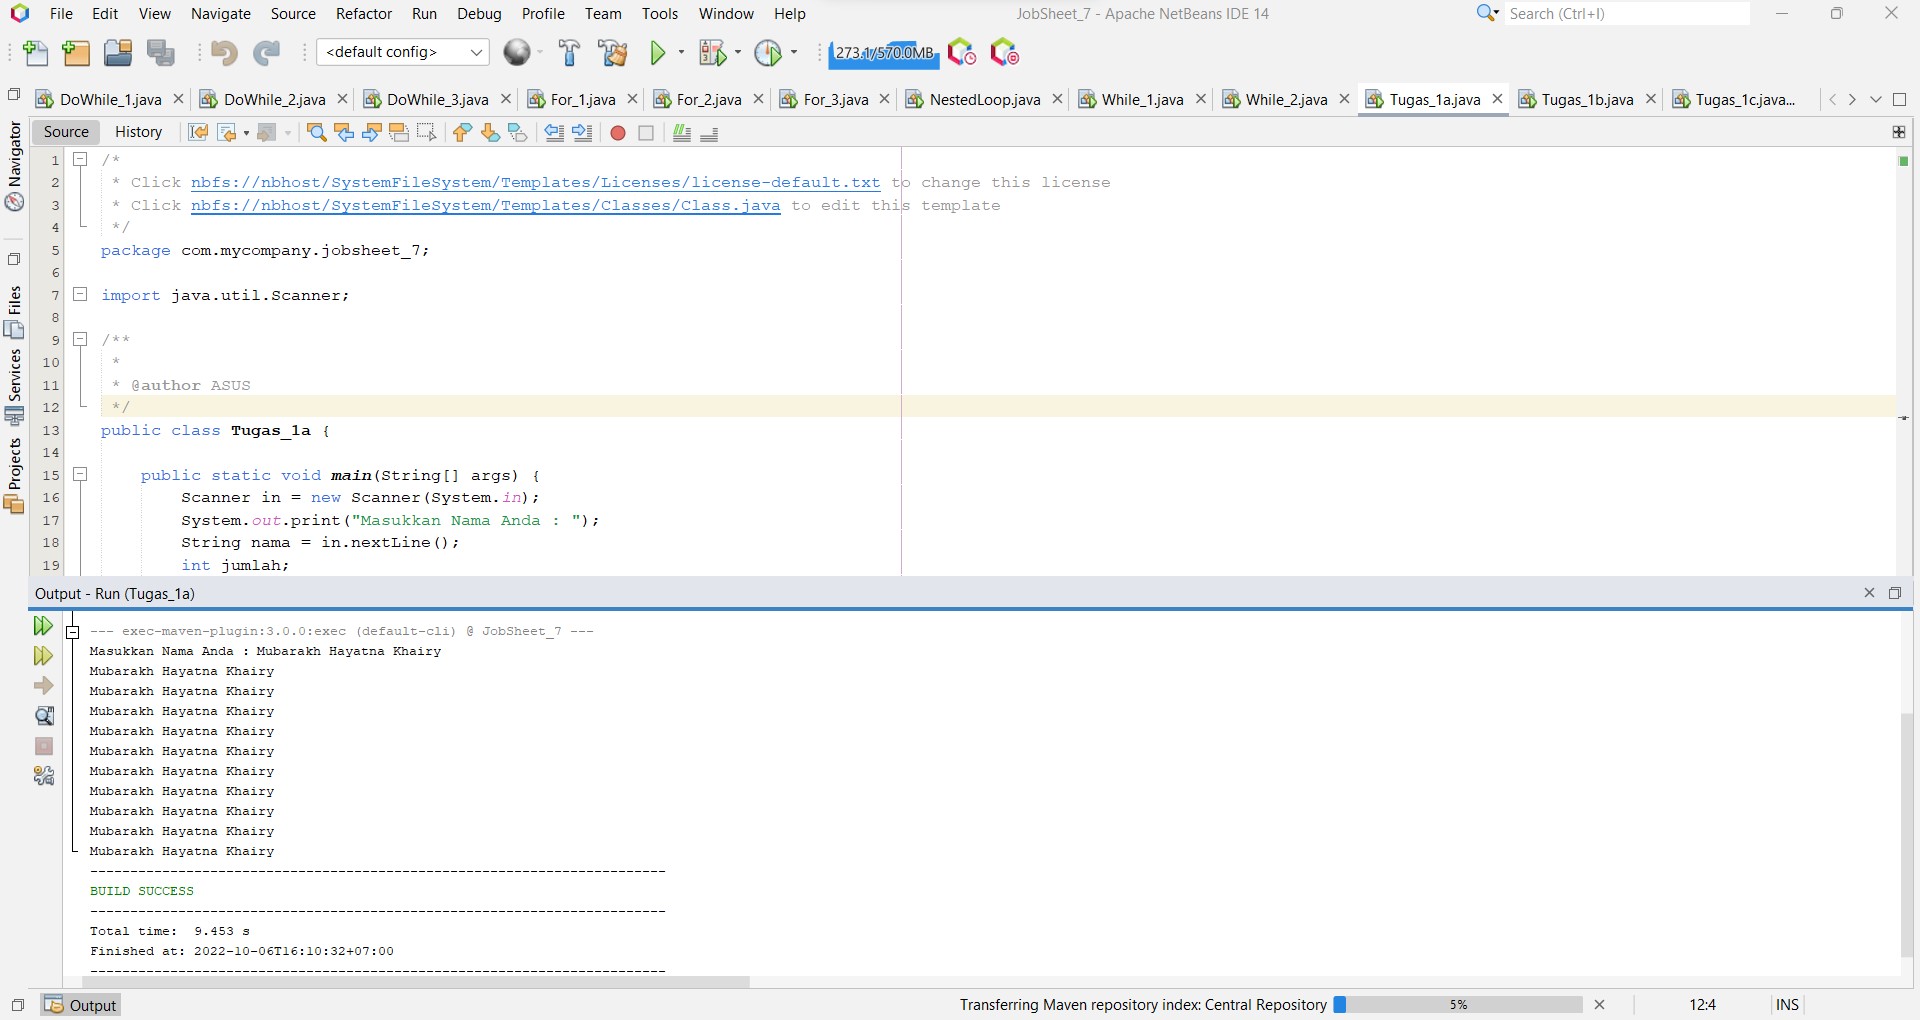 File Edit View Navigate Source Refactor Run Debug Profile Team Tools Window Help JobSheet_7 - Apache NetBeans IDE 14 Search (Ctrl+I)
<default config> 273.1/570.0MB
DoWhile_1.java DoWhile_2.java DoWhile_3.java For_1.java For_2.java For_3.java NestedLoop.java While_1.java While_2.java Tugas_1a.java Tugas_1b.java Tugas_1c.java...
Source History
Navigator
Files
Services
Projects
1 /*
2 * Click nbfs://nbhost/SystemFileSystem/Templates/Licenses/license-default.txt to change this license
3 * Click nbfs://nbhost/SystemFileSystem/Templates/Classes/Class.java to edit this template
4 */
5 package com.mycompany.jobsheet_7;
6
7 import java.util.Scanner;
8
9 /**
10 *
11 * @author ASUS
12 */
13 public class Tugas_1a {
14
15 public static void main(String[] args) {
16 Scanner in = new Scanner(System.in);
17 System.out.print("Masukkan Nama Anda : ");
18 String nama = in.nextLine();
19 int jumlah;
Output - Run (Tugas_1a)
--- exec-maven-plugin:3.0.0:exec (default-cli) @ JobSheet_7 ---
Masukkan Nama Anda : Mubarakh Hayatna Khairy
Mubarakh Hayatna Khairy
Mubarakh Hayatna Khairy
Mubarakh Hayatna Khairy
Mubarakh Hayatna Khairy
Mubarakh Hayatna Khairy
Mubarakh Hayatna Khairy
Mubarakh Hayatna Khairy
Mubarakh Hayatna Khairy
Mubarakh Hayatna Khairy
Mubarakh Hayatna Khairy
------------------------------------------------------------------------
BUILD SUCCESS
------------------------------------------------------------------------
Total time: 9.453 s
Finished at: 2022-10-06T16:10:32+07:00
------------------------------------------------------------------------
Output Transferring Maven repository index: Central Repository 5% 12:4 INS